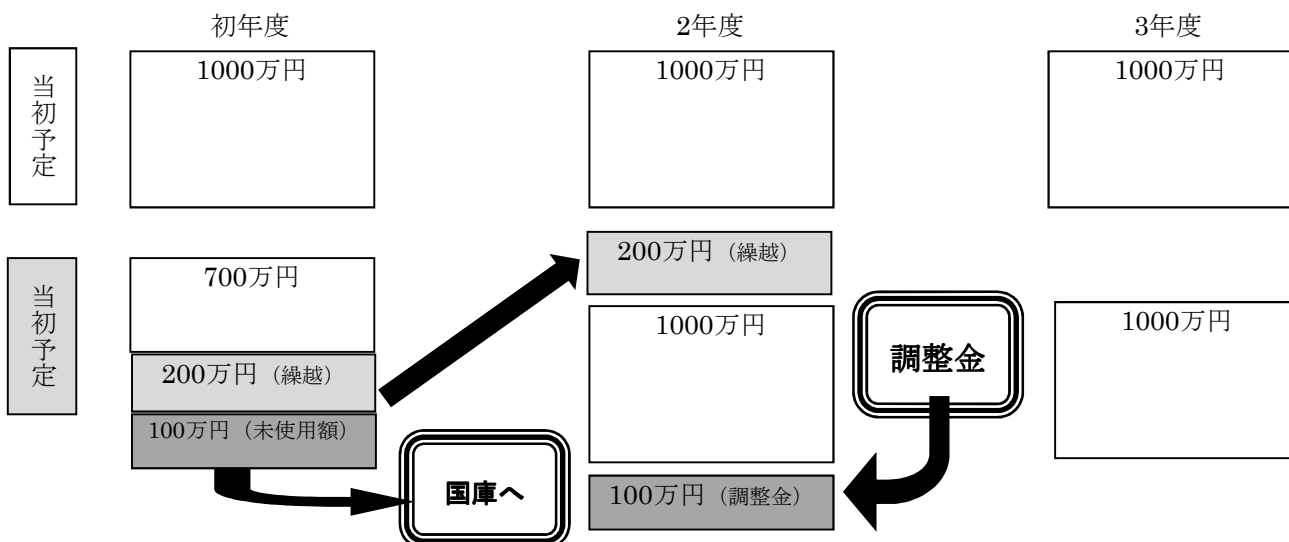 初年度
2年度
3年度
当初予定
1000万円
1000万円
1000万円
当初予定
700万円
200万円（繰越）
100万円（未使用額）
国庫へ
200万円（繰越）
1000万円
100万円（調整金）
調整金
1000万円